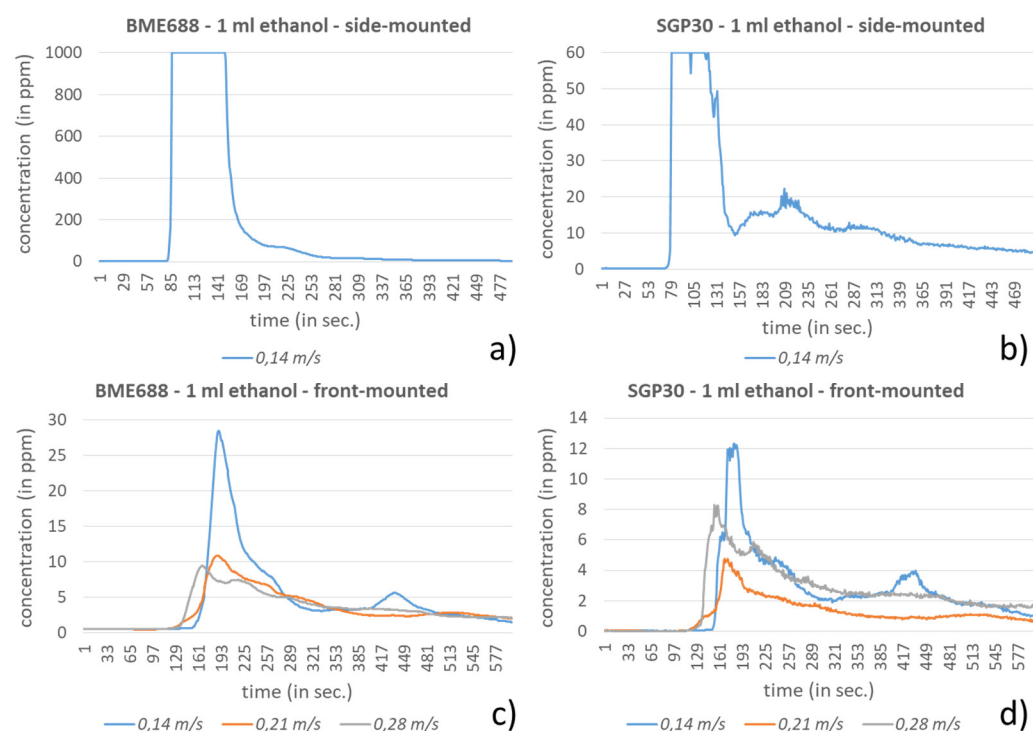 BME688 - 1 ml ethanol - side-mounted
concentration (in ppm)
1000
800
600
400
200
0
1 29 57 85 113 141 169 197 225 253 281 309 337 365 393 421 449 477
time (in sec.)
0,14 m/s
a)
SGP30 - 1 ml ethanol - side-mounted
concentration (in ppm)
60
50
40
30
20
10
0
1 27 53 79 105 131 157 183 209 235 261 287 313 339 365 391 417 443 469
time (in sec.)
0,14 m/s
b)
BME688 - 1 ml ethanol - front-mounted
concentration (in ppm)
30
25
20
15
10
5
0
1 33 65 97 129 161 193 225 257 289 321 353 385 417 449 481 513 545 577
time (in sec.)
0,14 m/s 0,21 m/s 0,28 m/s
c)
SGP30 - 1 ml ethanol - front-mounted
concentration (in ppm)
14
12
10
8
6
4
2
0
1 33 65 97 129 161 193 225 257 289 321 353 385 417 449 481 513 545 577
time (in sec.)
0,14 m/s 0,21 m/s 0,28 m/s
d)